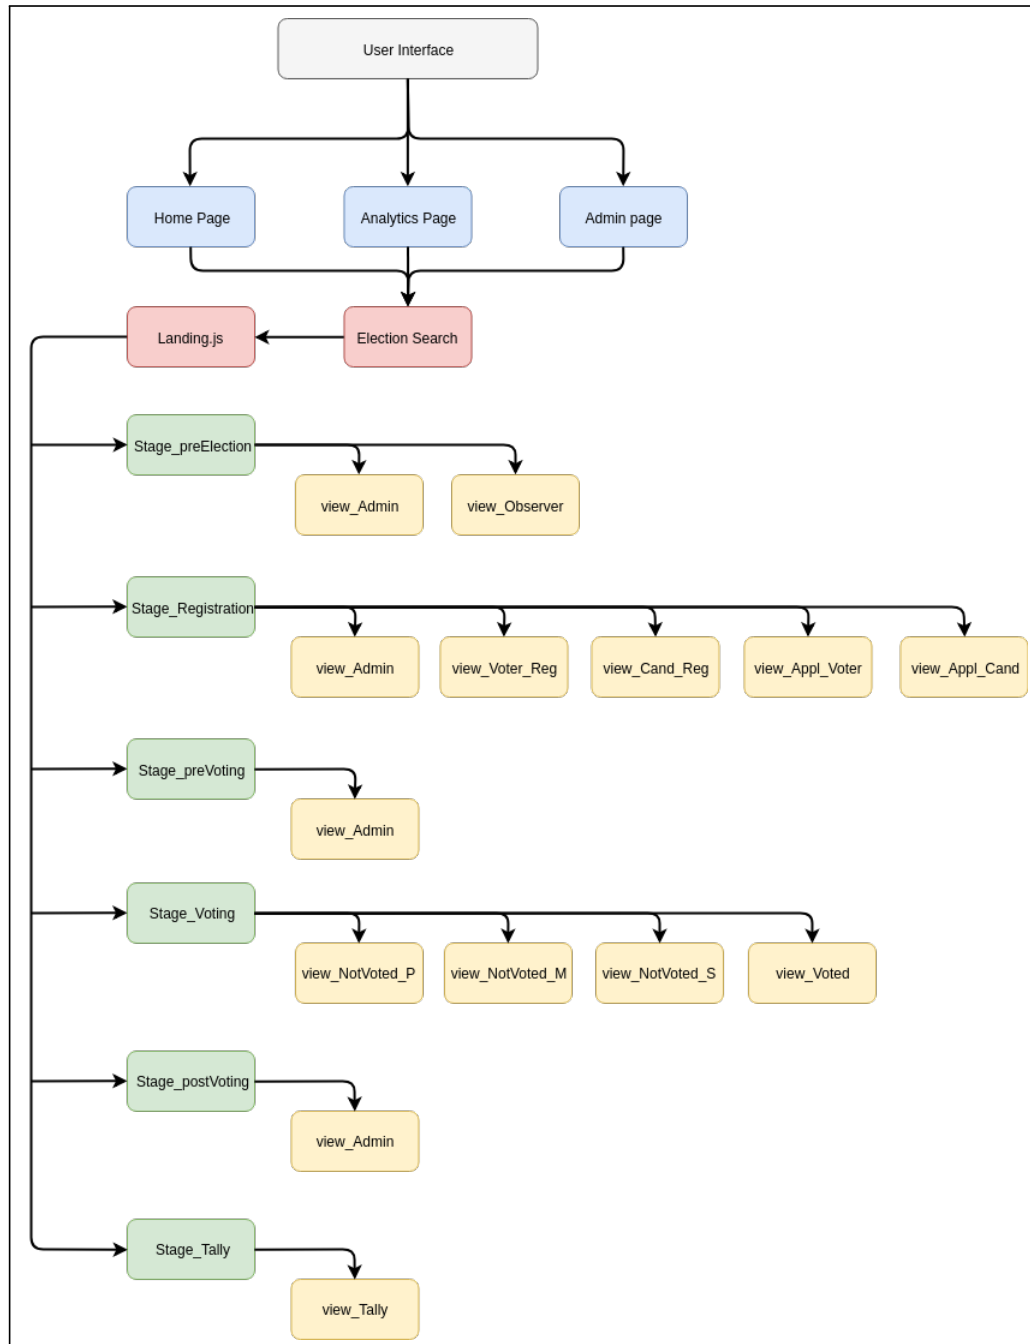 User Interface
Home Page
Analytics Page
Admin page
Landing.js
Election Search
Stage_preElection
view_Admin
view_Observer
Stage_Registration
view_Admin
view_Voter_Reg
view_Cand_Reg
view_Appl_Voter
view_Appl_Cand
Stage_preVoting
view_Admin
Stage_Voting
view_NotVoted_P
view_NotVoted_M
view_NotVoted_S
view_Voted
Stage_postVoting
view_Admin
Stage_Tally
view_Tally